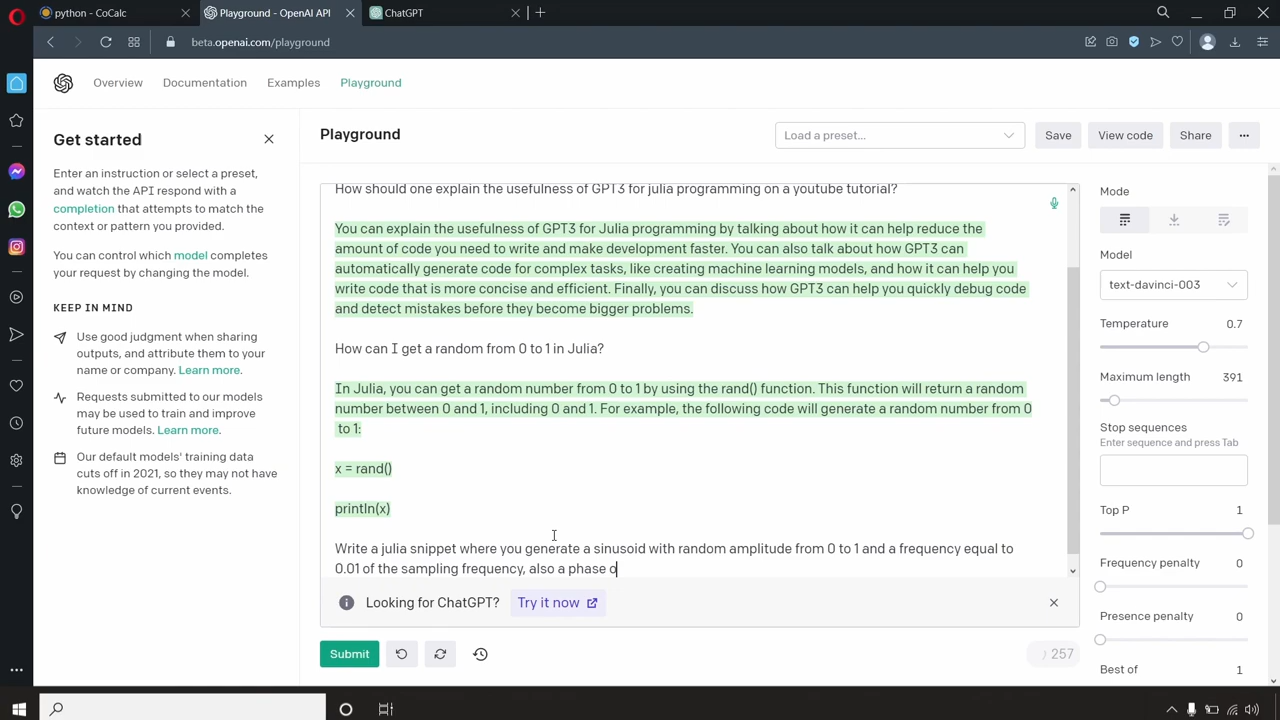 python - CoCalc
Playground - OpenAI API
ChatGPT
beta.openai.com/playground
Overview
Documentation
Examples
Playground
Get started
Enter an instruction or select a preset,
and watch the API respond with a
completion that attempts to match the
context or pattern you provided.
You can control which model completes
your request by changing the model.
KEEP IN MIND
Use good judgment when sharing
outputs, and attribute them to your
name or company. Learn more.
Requests submitted to our models
may be used to train and improve
future models. Learn more.
Our default models' training data
cuts off in 2021, so they may not have
knowledge of current events.
Playground
Load a preset...
Save
View code
Share
...
How should one explain the usefulness of GPT3 for julia programming on a youtube tutorial?
You can explain the usefulness of GPT3 for Julia programming by talking about how it can help reduce the
amount of code you need to write and make development faster. You can also talk about how GPT3 can
automatically generate code for complex tasks, like creating machine learning models, and how it can help you
write code that is more concise and efficient. Finally, you can discuss how GPT3 can help you quickly debug code
and detect mistakes before they become bigger problems.
How can I get a random from 0 to 1 in Julia?
In Julia, you can get a random number from 0 to 1 by using the rand() function. This function will return a random
number between 0 and 1, including 0 and 1. For example, the following code will generate a random number from 0
to 1:
x = rand()
println(x)
Write a julia snippet where you generate a sinusoid with random amplitude from 0 to 1 and a frequency equal to
0.01 of the sampling frequency, also a phase o
Looking for ChatGPT? Try it now
Submit
257
Mode
Model
text-davinci-003
Temperature 0.7
Maximum length 391
Stop sequences
Enter sequence and press Tab
Top P 1
Frequency penalty 0
Presence penalty 0
Best of 1